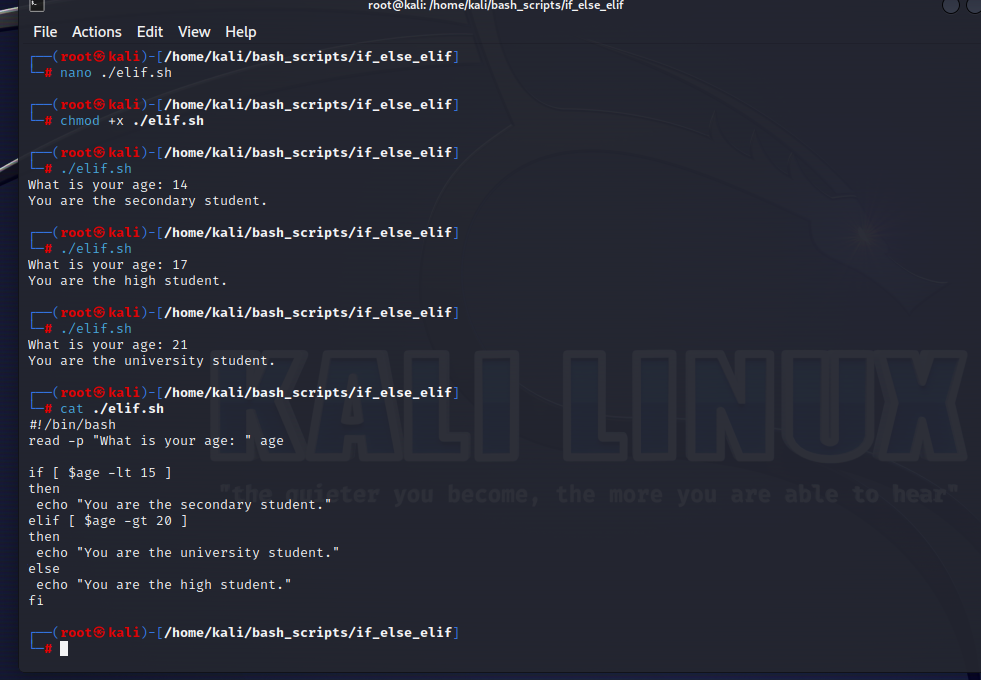 root@kali: /home/kali/bash_scripts/if_else_elif
File Actions Edit View Help
┌──(root㉿kali)-[/home/kali/bash_scripts/if_else_elif]
└─# nano ./elif.sh
┌──(root㉿kali)-[/home/kali/bash_scripts/if_else_elif]
└─# chmod +x ./elif.sh
┌──(root㉿kali)-[/home/kali/bash_scripts/if_else_elif]
└─# ./elif.sh
What is your age: 14
You are the secondary student.
┌──(root㉿kali)-[/home/kali/bash_scripts/if_else_elif]
└─# ./elif.sh
What is your age: 17
You are the high student.
┌──(root㉿kali)-[/home/kali/bash_scripts/if_else_elif]
└─# ./elif.sh
What is your age: 21
You are the university student.
┌──(root㉿kali)-[/home/kali/bash_scripts/if_else_elif]
└─# cat ./elif.sh
#!/bin/bash
read -p "What is your age: " age
if [ $age -lt 15 ]
then
 echo "You are the secondary student."
elif [ $age -gt 20 ]
then
 echo "You are the university student."
else
 echo "You are the high student."
fi
┌──(root㉿kali)-[/home/kali/bash_scripts/if_else_elif]
└─#
KALI LINUX
"the quieter you become, the more you are able to hear"